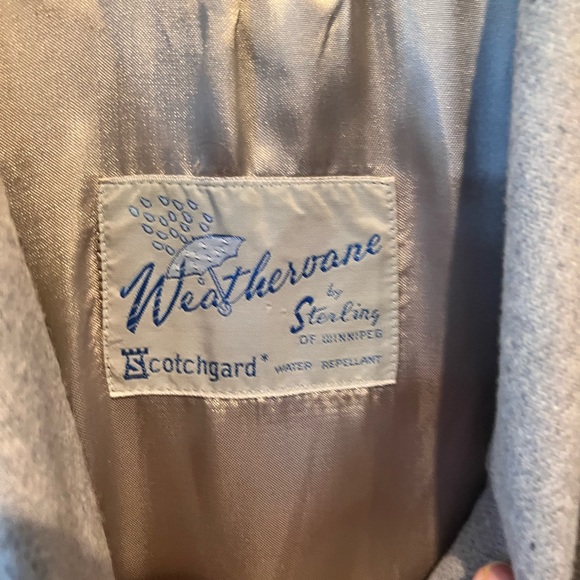 Weathervane
by
Sterling
OF WINNIPEG
Scotchgard* WATER REPELLANT